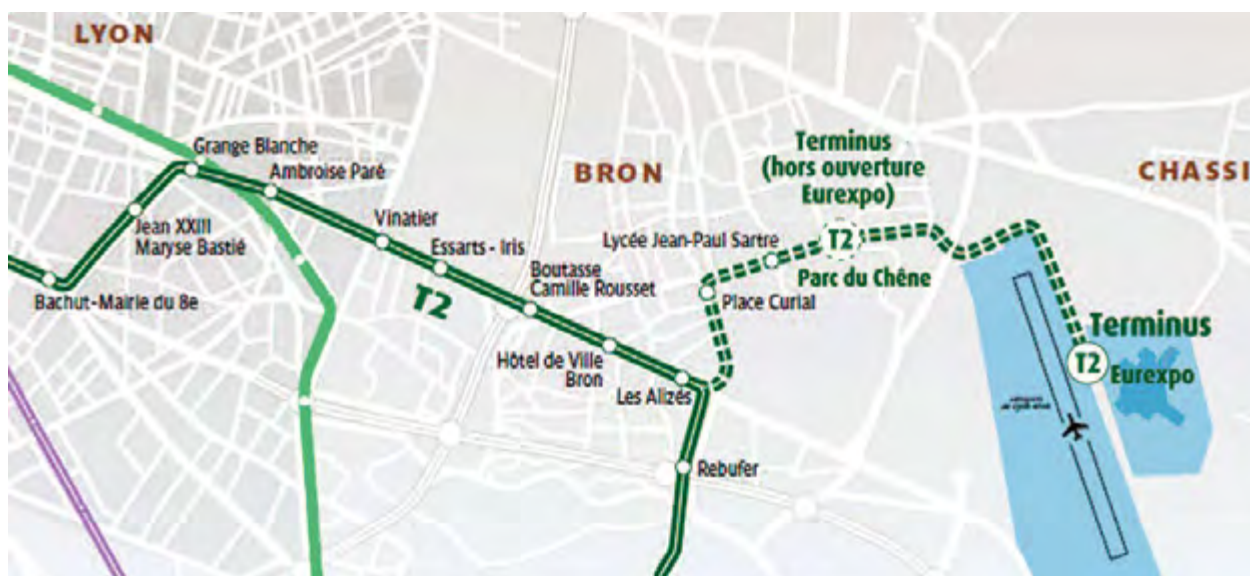 LYON
Grange Blanche
Ambroise Paré
Jean XXIII
Maryse Bastié
Bachut-Mairie du 8e
Vinatier
Essarts - Iris
T2
Boutasse
Camille Rousset
Hôtel de Ville
Bron
Les Alizés
Rebufer
BRON
Terminus
(hors ouverture
Eurexpo)
Lycée Jean-Paul Sartre
T2
Parc du Chêne
Place Curial
CHASSI
Terminus
T2
Eurexpo